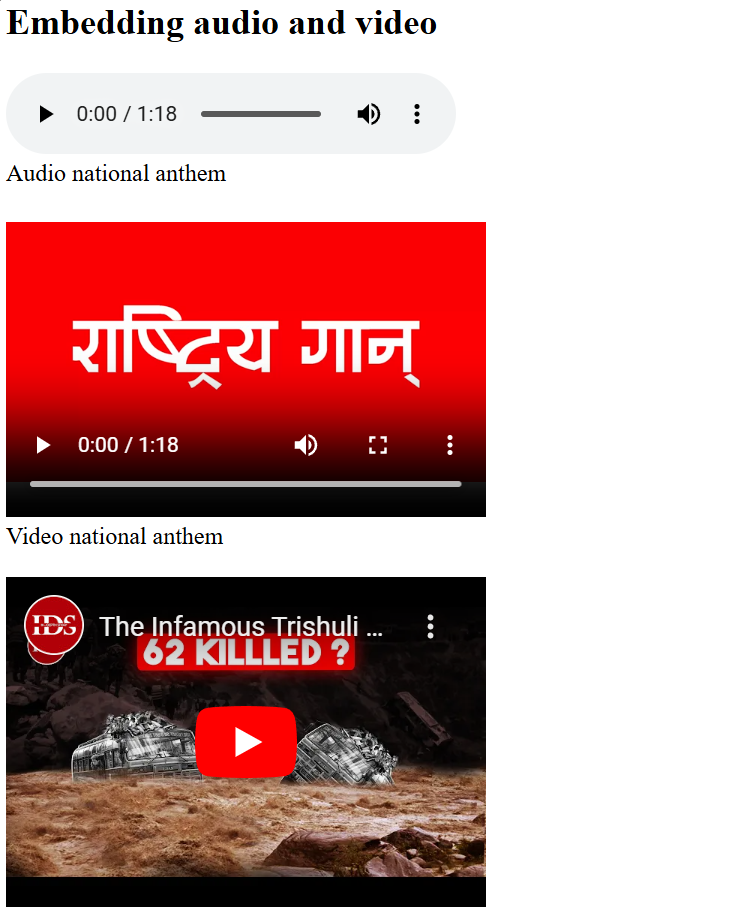 Embedding audio and video
0:00 / 1:18
Audio national anthem
राष्ट्रिय गान्
0:00 / 1:18
Video national anthem
IDS
The Infamous Trishuli ...
62 KILLLED ?